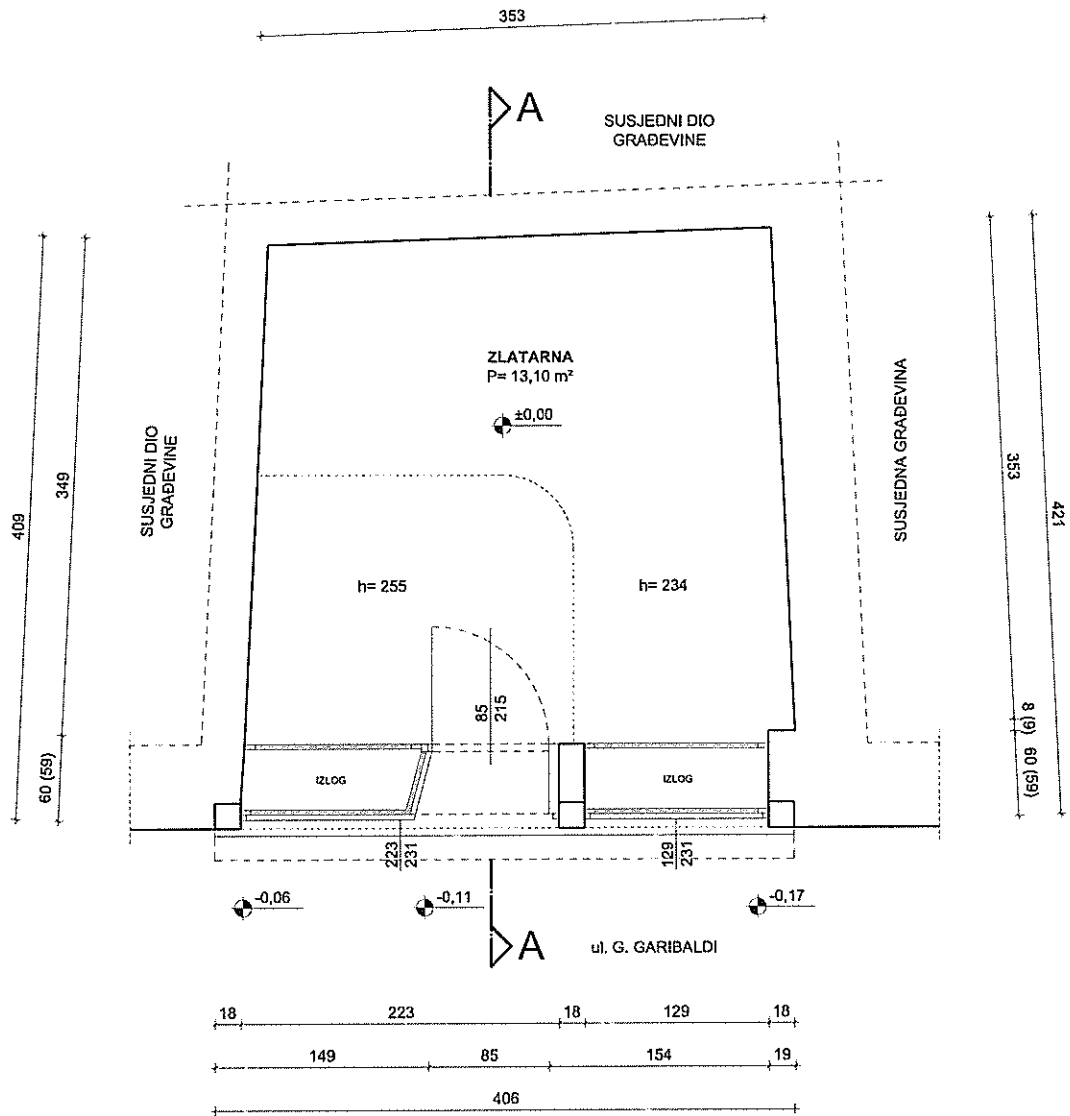 353
A
SUSJEDNI DIO
GRAĐEVINE
ZLATARNA
P= 13,10 m²
±0,00
SUSJEDNI DIO
GRAĐEVINE
SUSJEDNA GRAĐEVINA
409
349
60 (59)
353
421
8 (9)
60 (59)
h= 255
h= 234
85
215
IZLOG
IZLOG
223
231
129
231
-0,06
-0,11
-0,17
A
ul. G. GARIBALDI
18
223
18
129
18
149
85
154
19
406